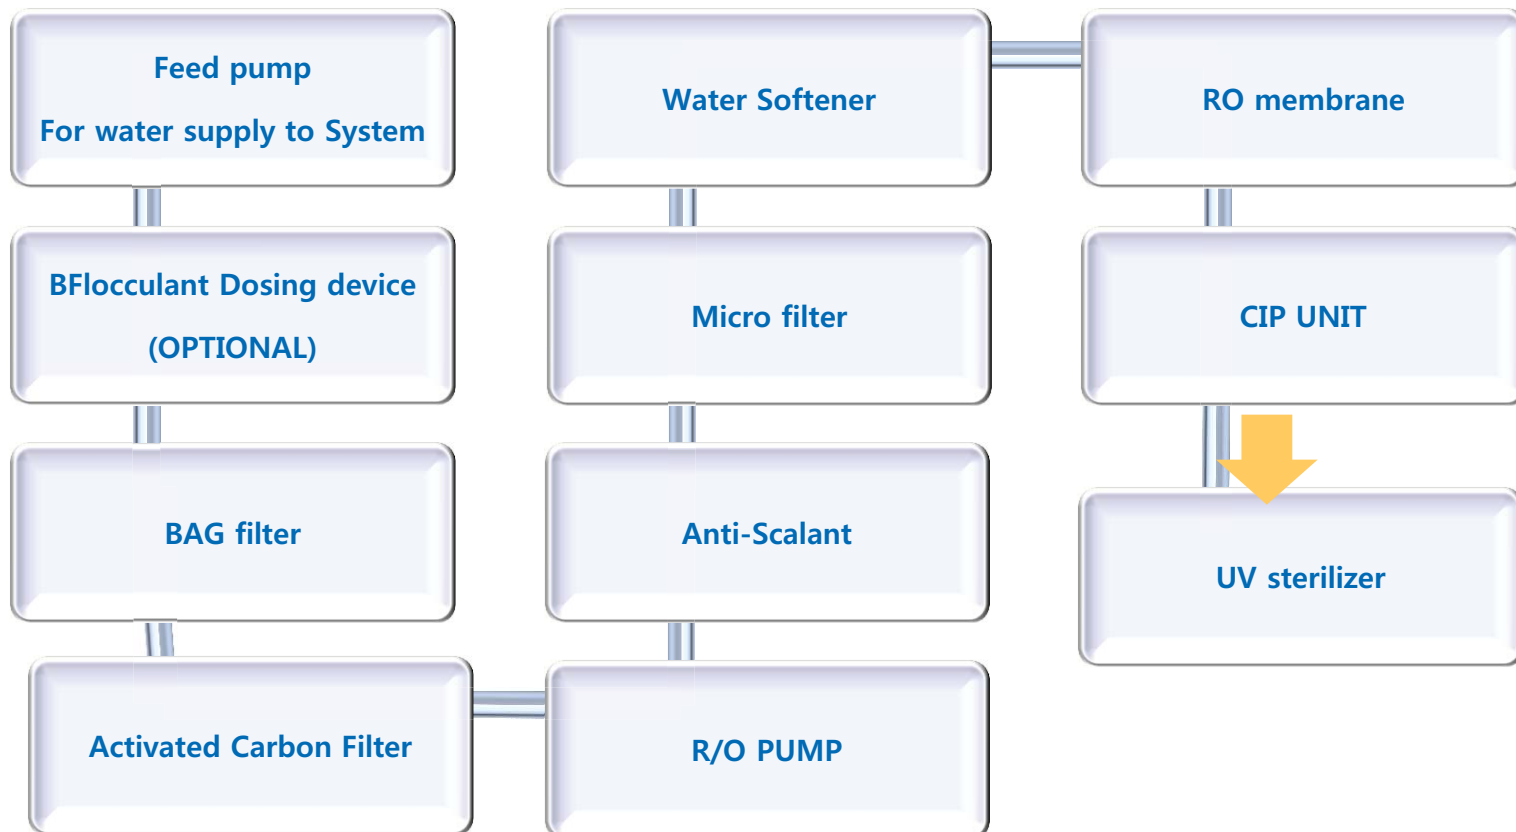 Feed pump
For water supply to System
BFlocculant Dosing device
(OPTIONAL)
BAG filter
Activated Carbon Filter
Water Softener
Micro filter
Anti-Scalant
R/O PUMP
RO membrane
CIP UNIT
UV sterilizer